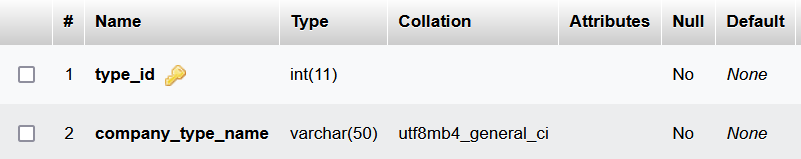 # Name Type Collation Attributes Null Default
1 type_id int(11) No None
2 company_type_name varchar(50) utf8mb4_general_ci No None